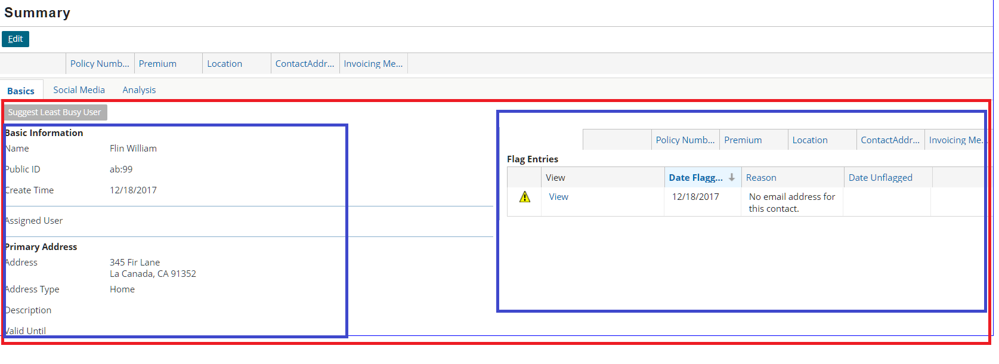 Summary
Edit
Policy Numb... Premium Location ContactAddr... Invoicing Me...
Basics Social Media Analysis
Suggest Least Busy User
Basic Information
Name Flin William
Public ID ab:99
Create Time 12/18/2017
Assigned User
Primary Address
Address 345 Fir Lane
La Canada, CA 91352
Address Type Home
Description
Valid Until
Policy Numb... Premium Location ContactAddr... Invoicing Me...
Flag Entries
View Date Flagg... Reason Date Unflagged
View 12/18/2017 No email address for
this contact.